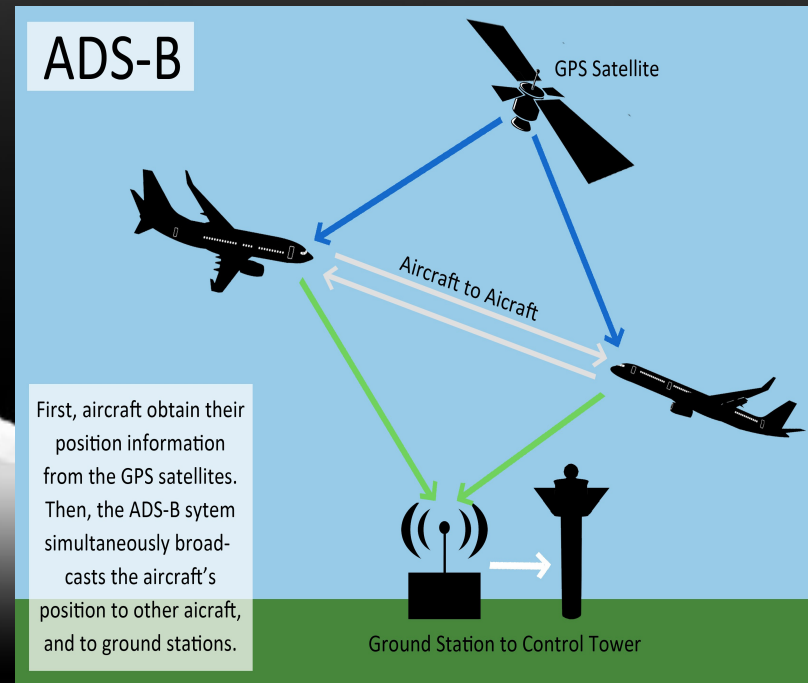 ADS-B
GPS Satellite
Aircraft to Aicraft
First, aircraft obtain their
position information
from the GPS satellites.
Then, the ADS-B sytem
simultaneously broad-
casts the aircraft's
position to other aicraft,
and to ground stations.
Ground Station to Control Tower